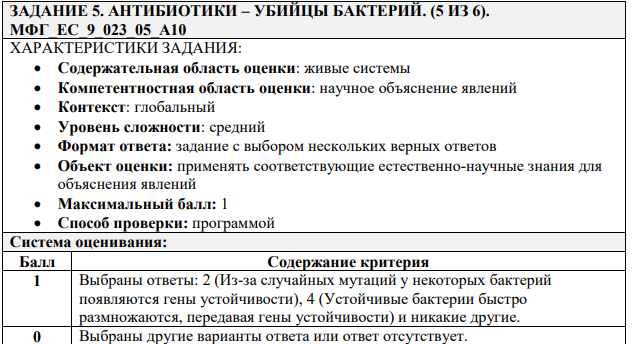 ЗАДАНИЕ 5. АНТИБИОТИКИ – УБИЙЦЫ БАКТЕРИЙ. (5 ИЗ 6).
МФГ_ЕС_9_023_05_А10
ХАРАКТЕРИСТИКИ ЗАДАНИЯ:
• Содержательная область оценки: живые системы
• Компетентностная область оценки: научное объяснение явлений
• Контекст: глобальный
• Уровень сложности: средний
• Формат ответа: задание с выбором нескольких верных ответов
• Объект оценки: применять соответствующие естественно-научные знания для
объяснения явлений
• Максимальный балл: 1
• Способ проверки: программой
Система оценивания:
Балл Содержание критерия
1 Выбраны ответы: 2 (Из-за случайных мутаций у некоторых бактерий
появляются гены устойчивости), 4 (Устойчивые бактерии быстро
размножаются, передавая гены устойчивости) и никакие другие.
0 Выбраны другие варианты ответа или ответ отсутствует.